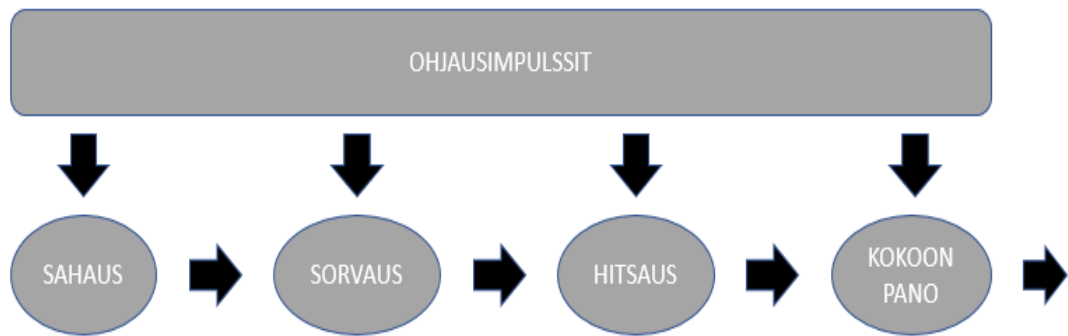 OHJAUSIMPULSSIT
SAHAUS
SORVAUS
HITSAUS
KOKOON
PANO